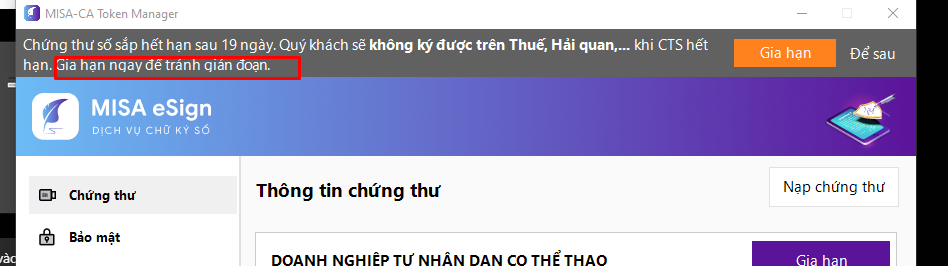 MISA-CA Token Manager
Chứng thư số sắp hết hạn sau 19 ngày. Quý khách sẽ không ký được trên Thuế, Hải quan,... khi CTS hết
hạn. Gia hạn ngay để tránh gián đoạn.
Gia hạn
Để sau
MISA eSign
DỊCH VỤ CHỮ KÝ SỐ
Chứng thư
Bảo mật
Thông tin chứng thư
Nạp chứng thư
DOANH NGHIỆP TƯ NHÂN DAN CO THỂ THAO
Gia hạn